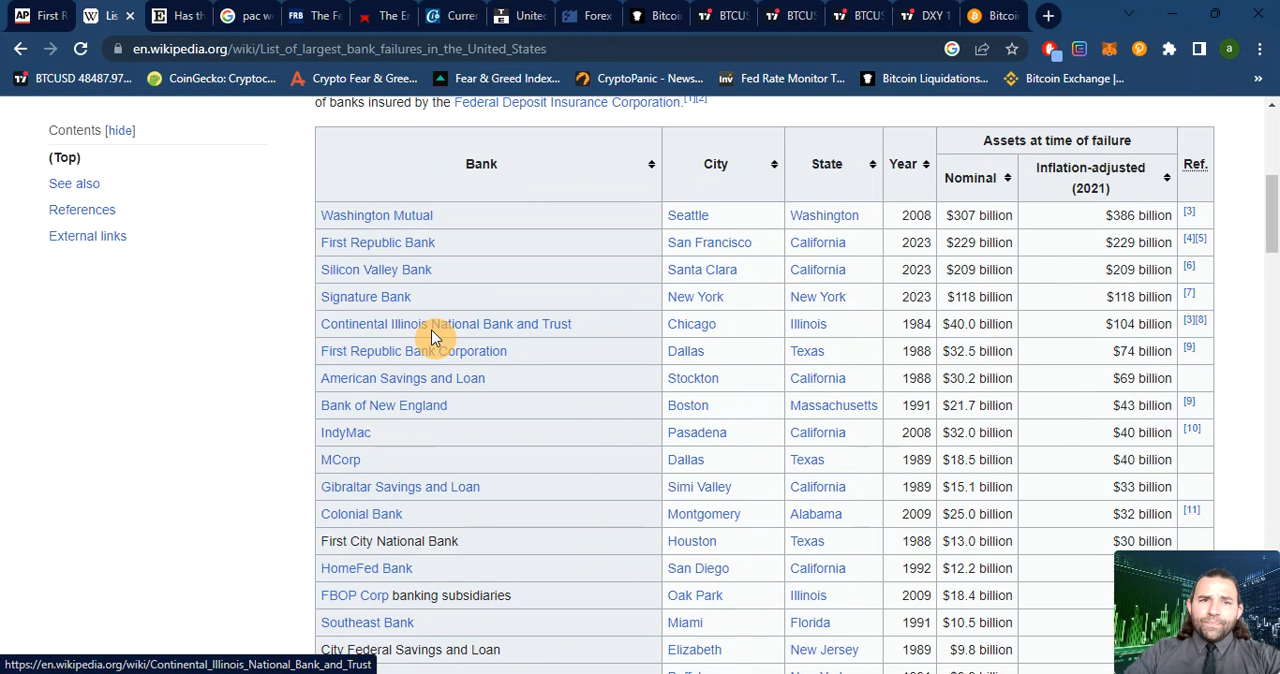 First R
Lis
Has th
pac w
FRB The Fe
The Er
Currer
Unitec
Forex
Bitcoi
BTCUS
BTCUS
BTCUS
DXY 1
Bitcoi
en.wikipedia.org/wiki/List_of_largest_bank_failures_in_the_United_States
a
BTCUSD 48487.97...
CoinGecko: Cryptoc...
Crypto Fear & Gree...
Fear & Greed Index...
CryptoPanic - News...
Inv Fed Rate Monitor T...
Bitcoin Liquidations...
Bitcoin Exchange |...
»
Contents [hide]
(Top)
See also
References
External links
of banks insured by the Federal Deposit Insurance Corporation.[1][2]
Bank City State Year Assets at time of failure Ref.
Nominal Inflation-adjusted (2021)
Washington Mutual Seattle Washington 2008 $307 billion $386 billion [3]
First Republic Bank San Francisco California 2023 $229 billion $229 billion [4][5]
Silicon Valley Bank Santa Clara California 2023 $209 billion $209 billion [6]
Signature Bank New York New York 2023 $118 billion $118 billion [7]
Continental Illinois National Bank and Trust Chicago Illinois 1984 $40.0 billion $104 billion [3][8]
First Republic Bank Corporation Dallas Texas 1988 $32.5 billion $74 billion [9]
American Savings and Loan Stockton California 1988 $30.2 billion $69 billion
Bank of New England Boston Massachusetts 1991 $21.7 billion $43 billion [9]
IndyMac Pasadena California 2008 $32.0 billion $40 billion [10]
MCorp Dallas Texas 1989 $18.5 billion $40 billion
Gibraltar Savings and Loan Simi Valley California 1989 $15.1 billion $33 billion
Colonial Bank Montgomery Alabama 2009 $25.0 billion $32 billion [11]
First City National Bank Houston Texas 1988 $13.0 billion $30 billion
HomeFed Bank San Diego California 1992 $12.2 billion
FBOP Corp banking subsidiaries Oak Park Illinois 2009 $18.4 billion
Southeast Bank Miami Florida 1991 $10.5 billion
City Federal Savings and Loan Elizabeth New Jersey 1989 $9.8 billion
https://en.wikipedia.org/wiki/Continental_Illinois_National_Bank_and_Trust